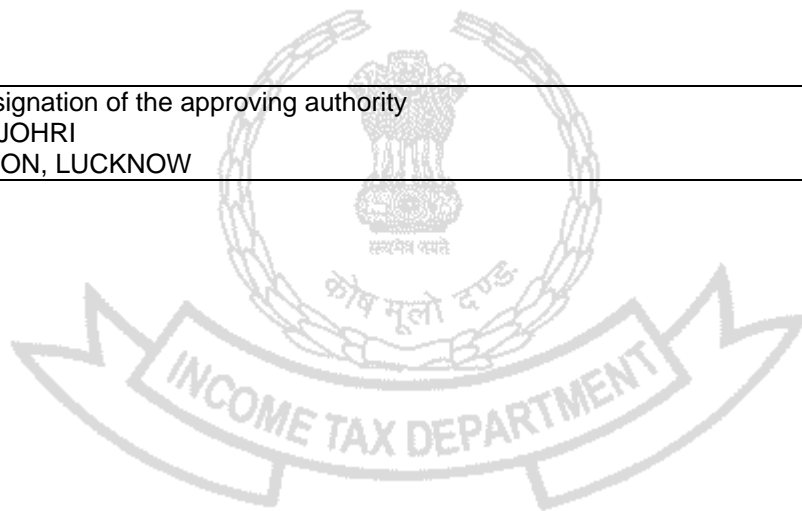 signation of the approving authority
JOHRI
ON, LUCKNOW
सत्यमेव जयते
कोष मूलो दण्डः
INCOME TAX DEPARTMENT